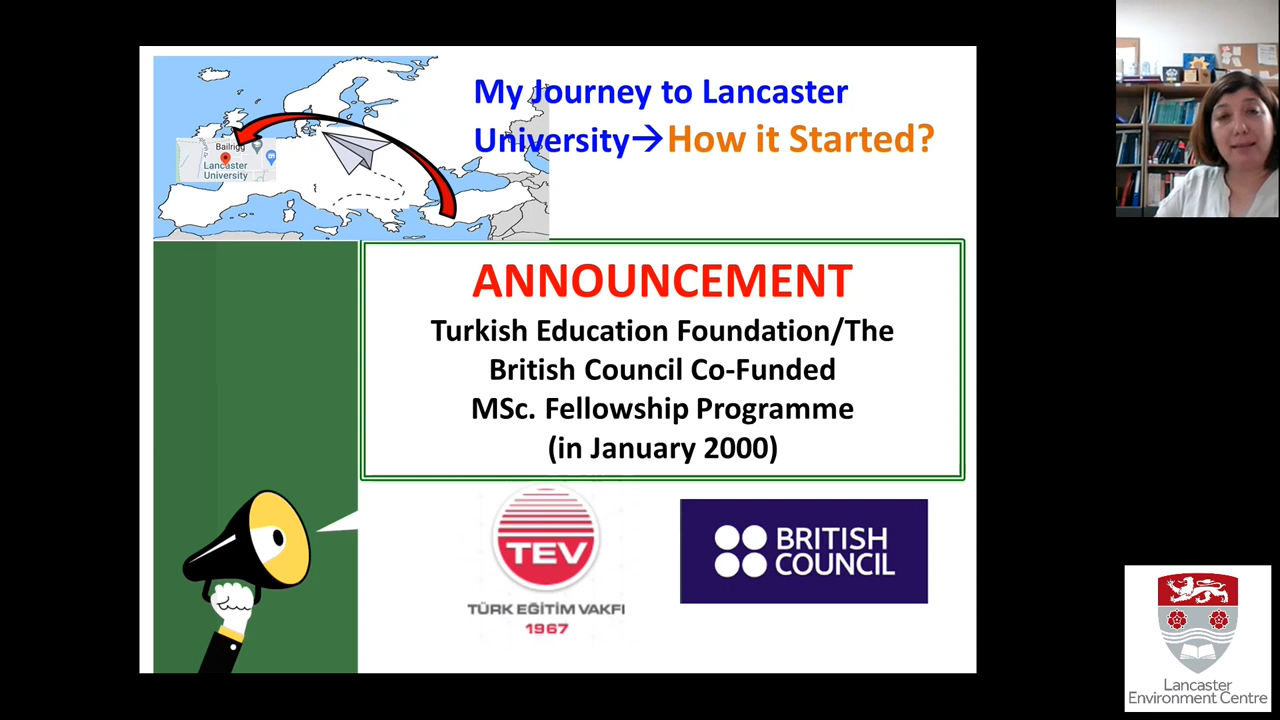 My Journey to Lancaster
University→How it Started?
Bailrigg
Lancaster
University
ANNOUNCEMENT
Turkish Education Foundation/The
British Council Co-Funded
MSc. Fellowship Programme
(in January 2000)
TEV
TÜRK EĞİTİM VAKFI
1967
BRITISH
COUNCIL
Lancaster
Environment Centre